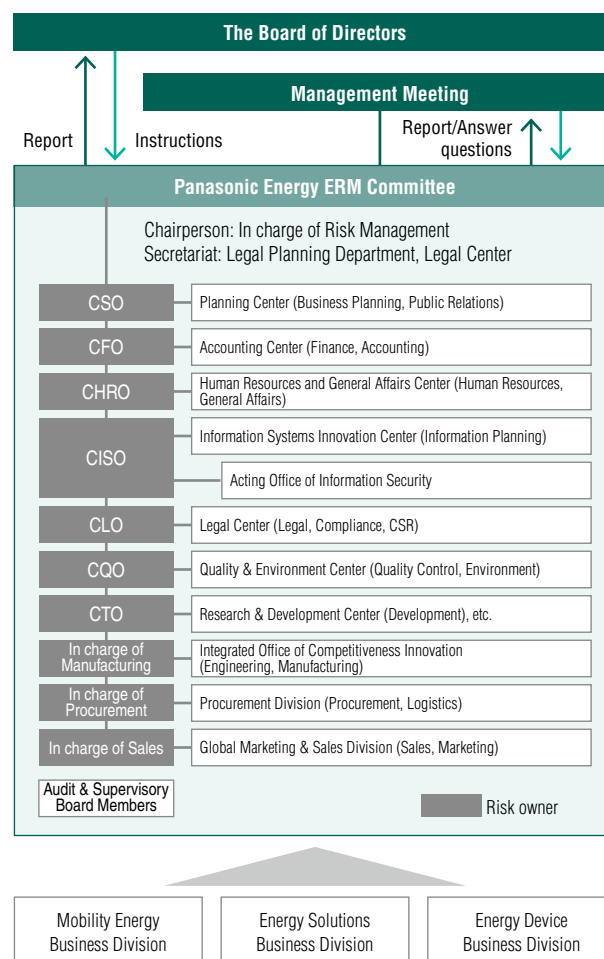 The Board of Directors
Management Meeting
Report
Instructions
Report/Answer
questions
Panasonic Energy ERM Committee
Chairperson: In charge of Risk Management
Secretariat: Legal Planning Department, Legal Center
CSO
Planning Center (Business Planning, Public Relations)
CFO
Accounting Center (Finance, Accounting)
CHRO
Human Resources and General Affairs Center (Human Resources,
General Affairs)
CISO
Information Systems Innovation Center (Information Planning)
Acting Office of Information Security
CLO
Legal Center (Legal, Compliance, CSR)
CQO
Quality & Environment Center (Quality Control, Environment)
CTO
Research & Development Center (Development), etc.
In charge of
Manufacturing
Integrated Office of Competitiveness Innovation
(Engineering, Manufacturing)
In charge of
Procurement
Procurement Division (Procurement, Logistics)
In charge of Sales
Global Marketing & Sales Division (Sales, Marketing)
Audit & Supervisory
Board Members
Risk owner
Mobility Energy
Business Division
Energy Solutions
Business Division
Energy Device
Business Division